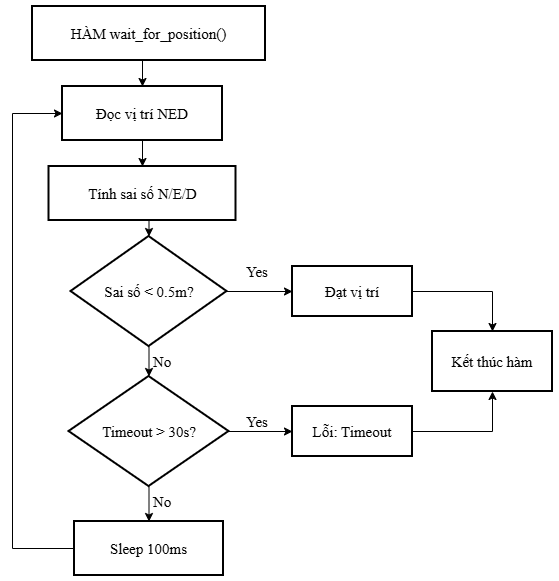 HÀM wait_for_position()
Đọc vị trí NED
Tính sai số N/E/D
Sai số < 0.5m?
Yes
Đạt vị trí
Kết thúc hàm
No
Timeout > 30s?
Yes
Lỗi: Timeout
No
Sleep 100ms